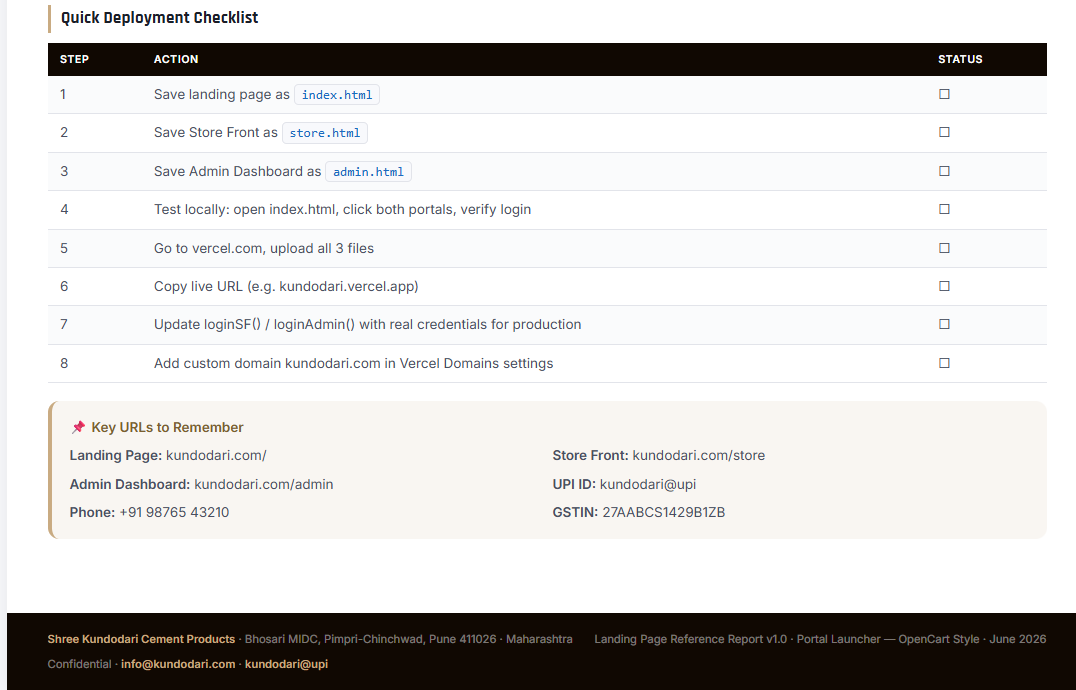 Quick Deployment Checklist
STEP ACTION STATUS
1 Save landing page as index.html ☐
2 Save Store Front as store.html ☐
3 Save Admin Dashboard as admin.html ☐
4 Test locally: open index.html, click both portals, verify login ☐
5 Go to vercel.com, upload all 3 files ☐
6 Copy live URL (e.g. kundodari.vercel.app) ☐
7 Update loginSF() / loginAdmin() with real credentials for production ☐
8 Add custom domain kundodari.com in Vercel Domains settings ☐
📌 Key URLs to Remember
Landing Page: kundodari.com/ Store Front: kundodari.com/store
Admin Dashboard: kundodari.com/admin UPI ID: kundodari@upi
Phone: +91 98765 43210 GSTIN: 27AABCS1429B1ZB
Shree Kundodari Cement Products · Bhosari MIDC, Pimpri-Chinchwad, Pune 411026 · Maharashtra Landing Page Reference Report v1.0 · Portal Launcher — OpenCart Style · June 2026
Confidential · info@kundodari.com · kundodari@upi